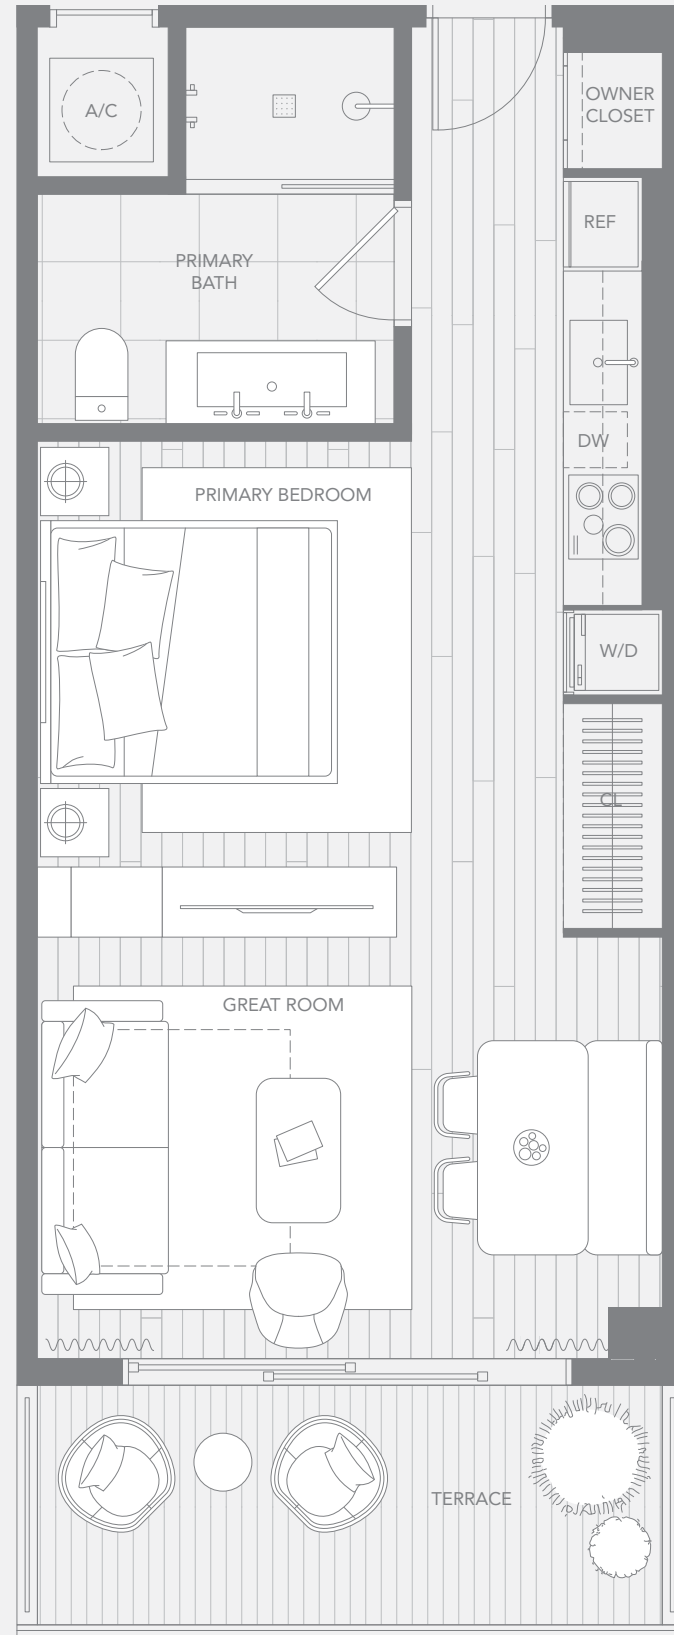 A/C
OWNER
CLOSET
REF
PRIMARY
BATH
DW
PRIMARY BEDROOM
W/D
CL
GREAT ROOM
TERRACE